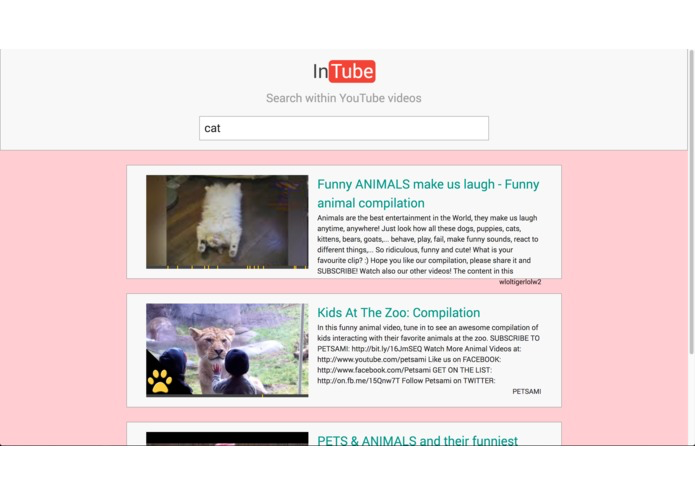 InTube
Search within YouTube videos
cat
Funny ANIMALS make us laugh - Funny
animal compilation
Animals are the best entertainment in the World, they make us laugh
anytime, anywhere! Just look how all these dogs, puppies, cats,
kittens, bears, goats,... behave, play, fail, make funny sounds, react to
different things,... So ridiculous, funny and cute! What is your
favourite clip? :) Hope you like our compilation, please share it and
SUBSCRIBE! Watch also our other videos! The content in this
wloltigerlolw2
Kids At The Zoo: Compilation
In this funny animal video, tune in to see an awesome compilation of
kids interacting with their favorite animals at the zoo. SUBSCRIBE TO
PETSAMI: http://bit.ly/16JmSEQ Watch More Animal Videos at:
http://www.youtube.com/petsami Like us on FACEBOOK:
http://www.facebook.com/Petsami GET ON THE LIST:
http://on.fb.me/15Qnw7T Follow Petsami on TWITTER:
PETSAMI
PETS & ANIMALS and their funniest